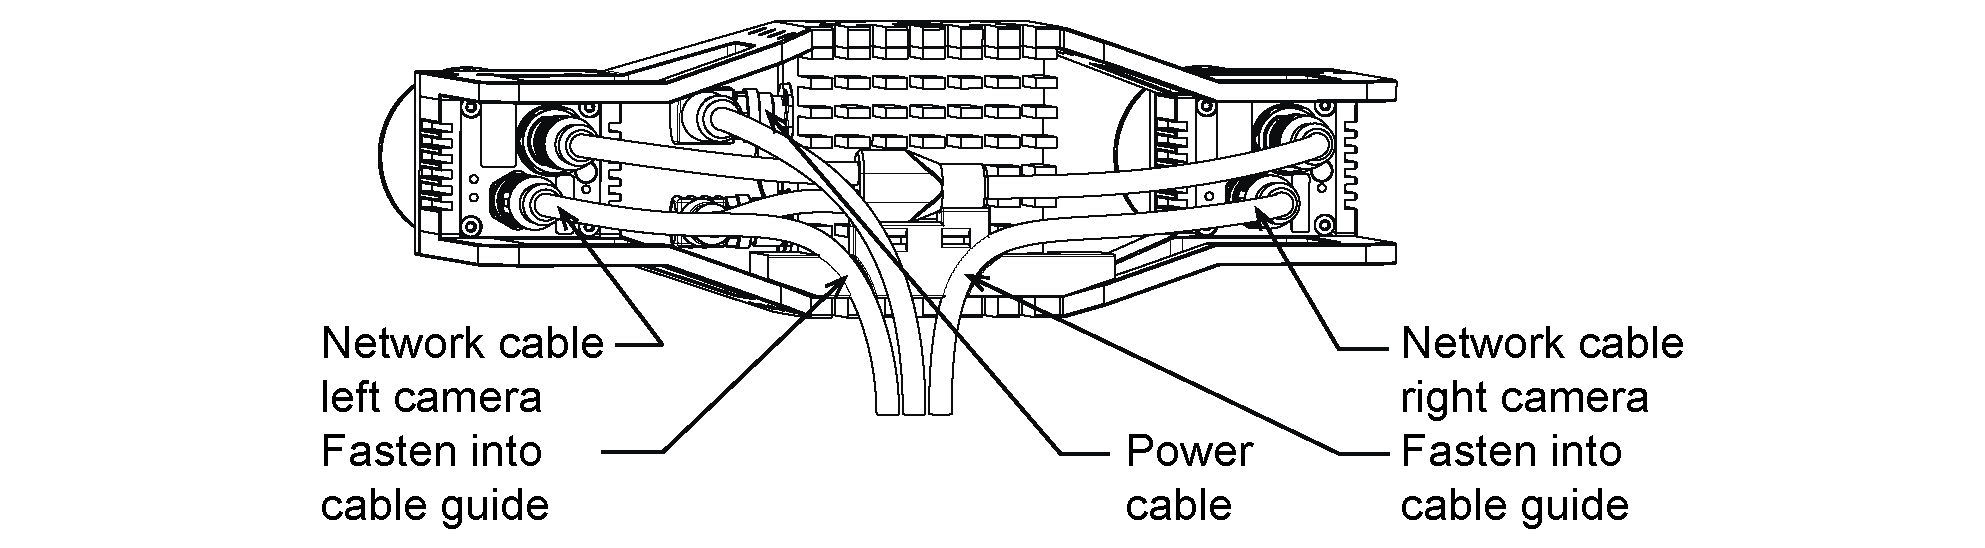 Network cable
left camera
Fasten into
cable guide
Power
cable
Network cable
right camera
Fasten into
cable guide